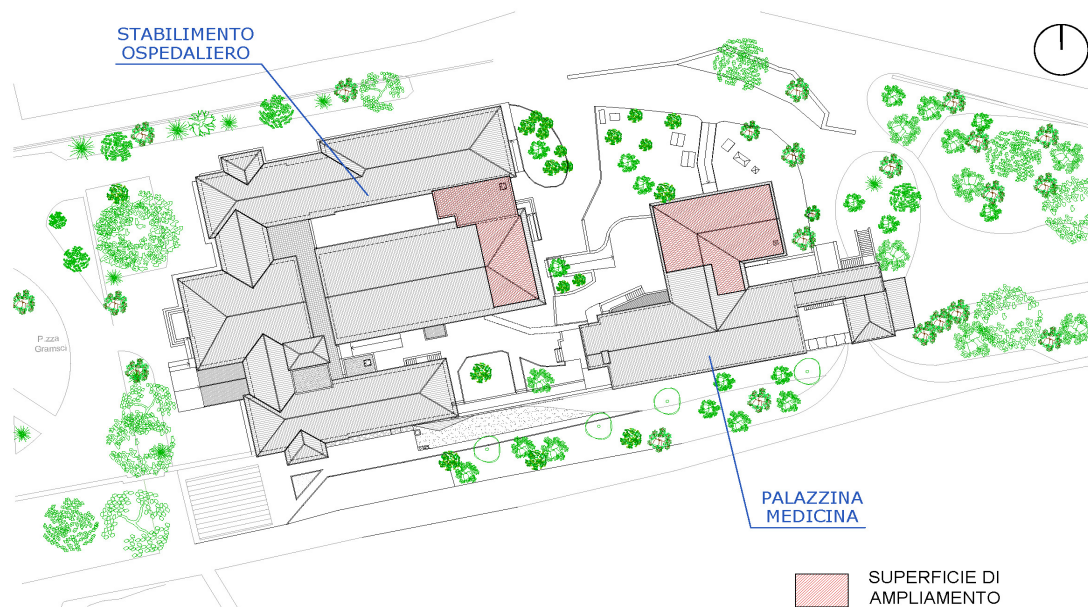 STABILIMENTO
OSPEDALIERO
P.zza
Gramsci
PALAZZINA
MEDICINA
SUPERFICIE DI
AMPLIAMENTO